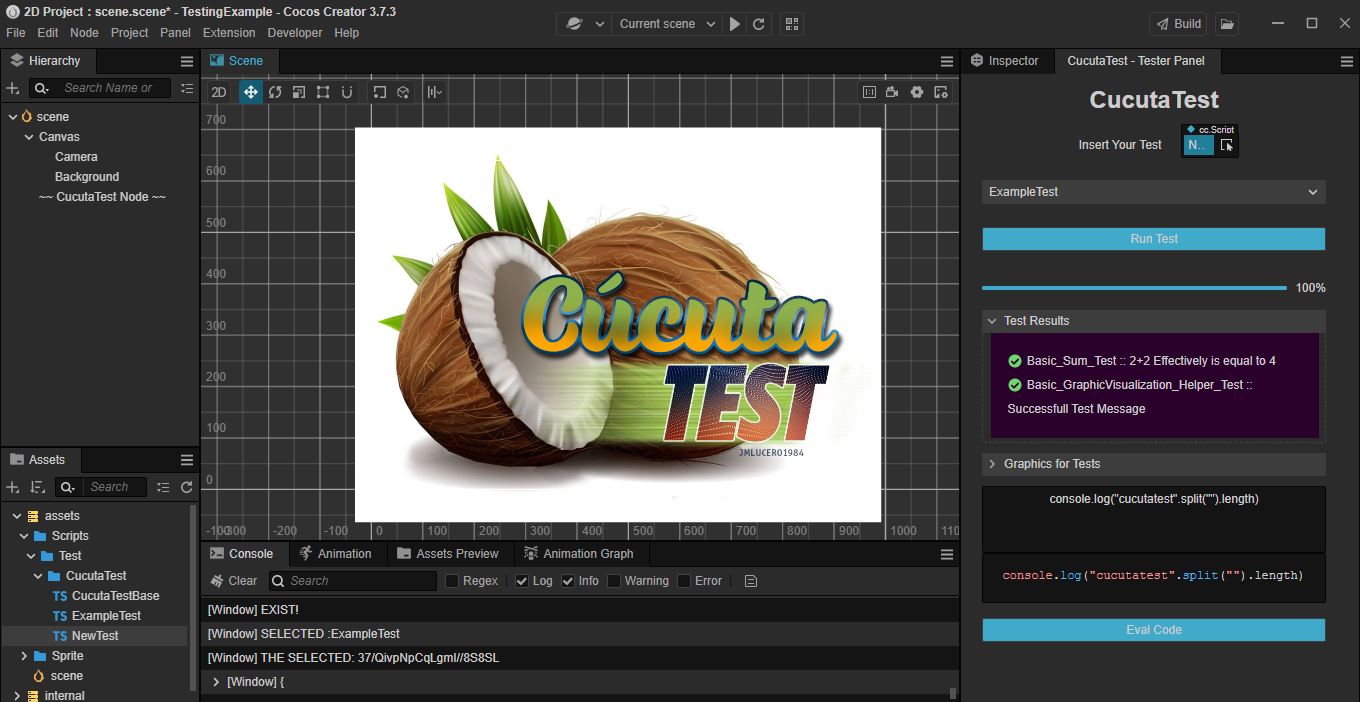 2D Project : scene.scene* - TestingExample - Cocos Creator 3.7.3
File Edit Node Project Panel Extension Developer Help
Current scene
Build
Hierarchy
Search Name or
scene
Canvas
Camera
Background
~~ CucutaTest Node ~~
Assets
Search
assets
Scripts
Test
CucutaTest
TS CucutaTestBase
TS ExampleTest
TS NewTest
Sprite
scene
internal
Scene
2D
700
600
500
400
300
200
100
0
-100
-300 -200 -100 0 100 200 300 400 500 600 700 800 900 1000
Cúcuta
TEST
JMLUCERO1984
Console Animation Assets Preview Animation Graph
Clear Search Regex Log Info Warning Error
[Window] EXIST!
[Window] SELECTED :ExampleTest
[Window] THE SELECTED: 37/QivpNpCqLgml//8S8SL
[Window] {
Inspector CucutaTest - Tester Panel
CucutaTest
cc.Script
Insert Your Test N..
ExampleTest
Run Test
100%
Test Results
Basic_Sum_Test :: 2+2 Effectively is equal to 4
Basic_GraphicVisualization_Helper_Test ::
Successfull Test Message
Graphics for Tests
console.log("cucutatest".split("").length)
console.log("cucutatest".split("").length)
Eval Code